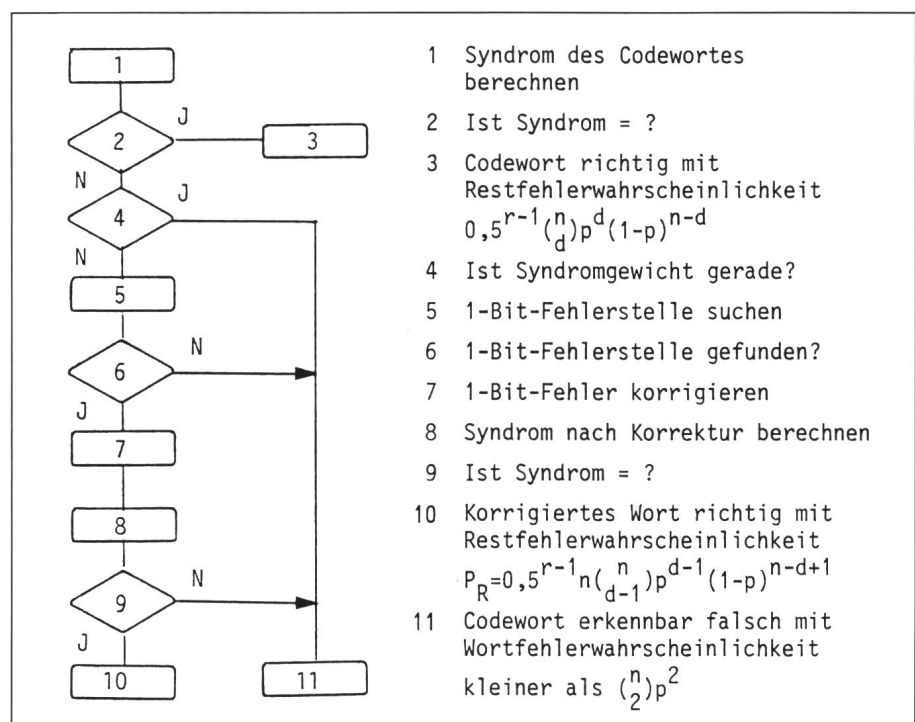 1
J
2
3
N
J
4
N
5
N
6
J
7
8
N
9
J
10
11
1 Syndrom des Codewortes
berechnen
2 Ist Syndrom = ?
3 Codewort richtig mit
Restfehlerwahrscheinlichkeit
0,5^{r-1}\binom{n}{d}p^{d}(1-p)^{n-d}
4 Ist Syndromgewicht gerade?
5 1-Bit-Fehlerstelle suchen
6 1-Bit-Fehlerstelle gefunden?
7 1-Bit-Fehler korrigieren
8 Syndrom nach Korrektur berechnen
9 Ist Syndrom = ?
10 Korrigiertes Wort richtig mit
Restfehlerwahrscheinlichkeit
P_{R}=0,5^{r-1}n\binom{n}{d-1}p^{d-1}(1-p)^{n-d+1}
11 Codewort erkennbar falsch mit
Wortfehlerwahrscheinlichkeit
kleiner als \binom{n}{2}p^{2}